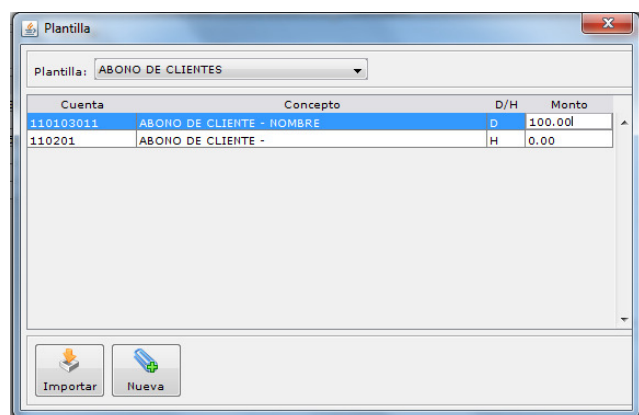 Plantilla
Plantilla: ABONO DE CLIENTES
Cuenta Concepto D/H Monto
110103011 ABONO DE CLIENTE - NOMBRE D 100.00
110201 ABONO DE CLIENTE - H 0.00
Importar Nueva